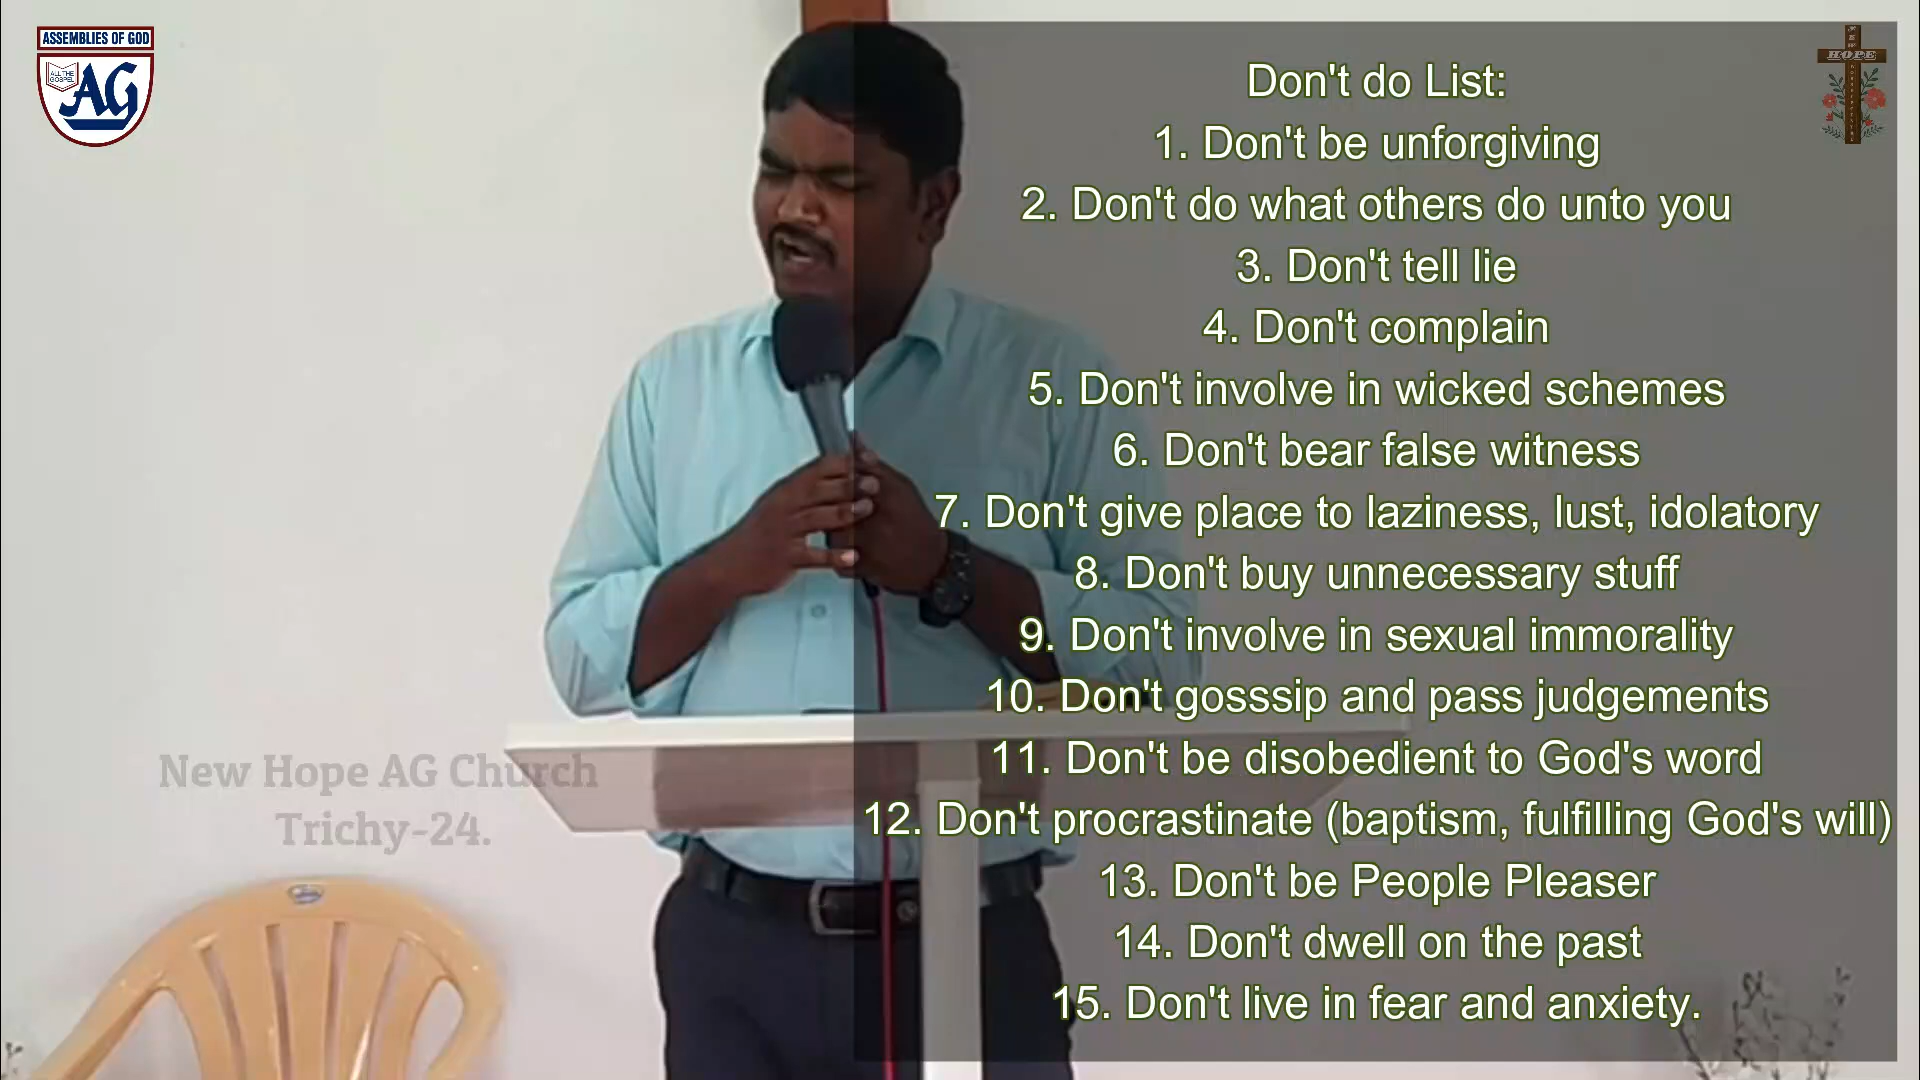 ASSEMBLIES OF GOD
ALL THE
GOSPEL
AG
HOPE
Don't do List:
1. Don't be unforgiving
2. Don't do what others do unto you
3. Don't tell lie
4. Don't complain
5. Don't involve in wicked schemes
6. Don't bear false witness
7. Don't give place to laziness, lust, idolatory
8. Don't buy unnecessary stuff
9. Don't involve in sexual immorality
10. Don't gosssip and pass judgements
11. Don't be disobedient to God's word
12. Don't procrastinate (baptism, fulfilling God's will)
13. Don't be People Pleaser
14. Don't dwell on the past
15. Don't live in fear and anxiety.
New Hope AG Church
Trichy-24.